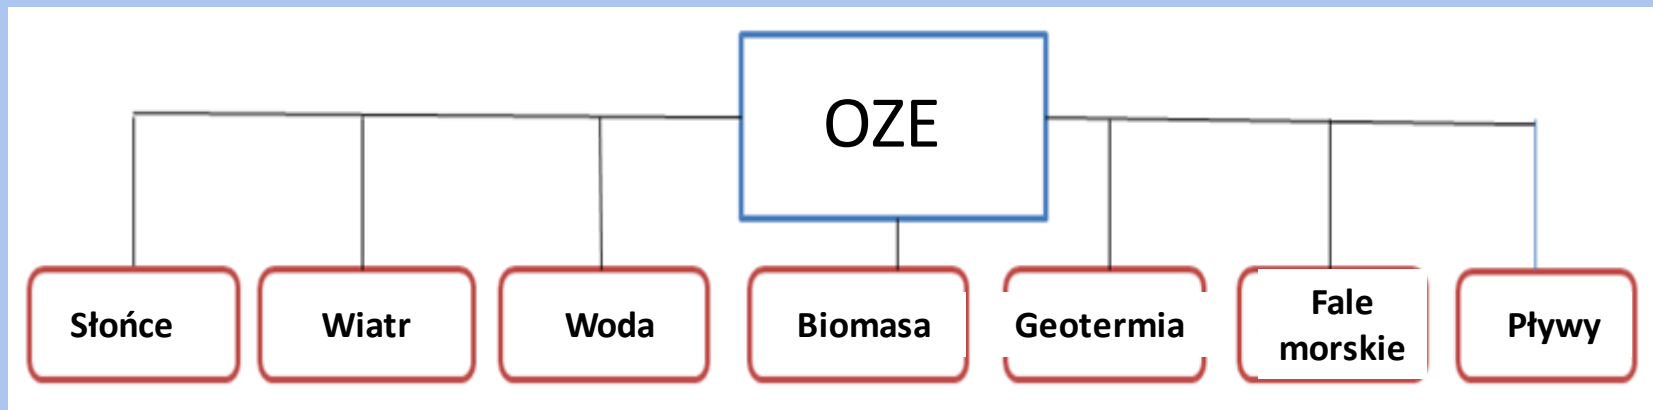 OZE
Słońce
Wiatr
Woda
Biomasa
Geotermia
Fale
morskie
Pływy